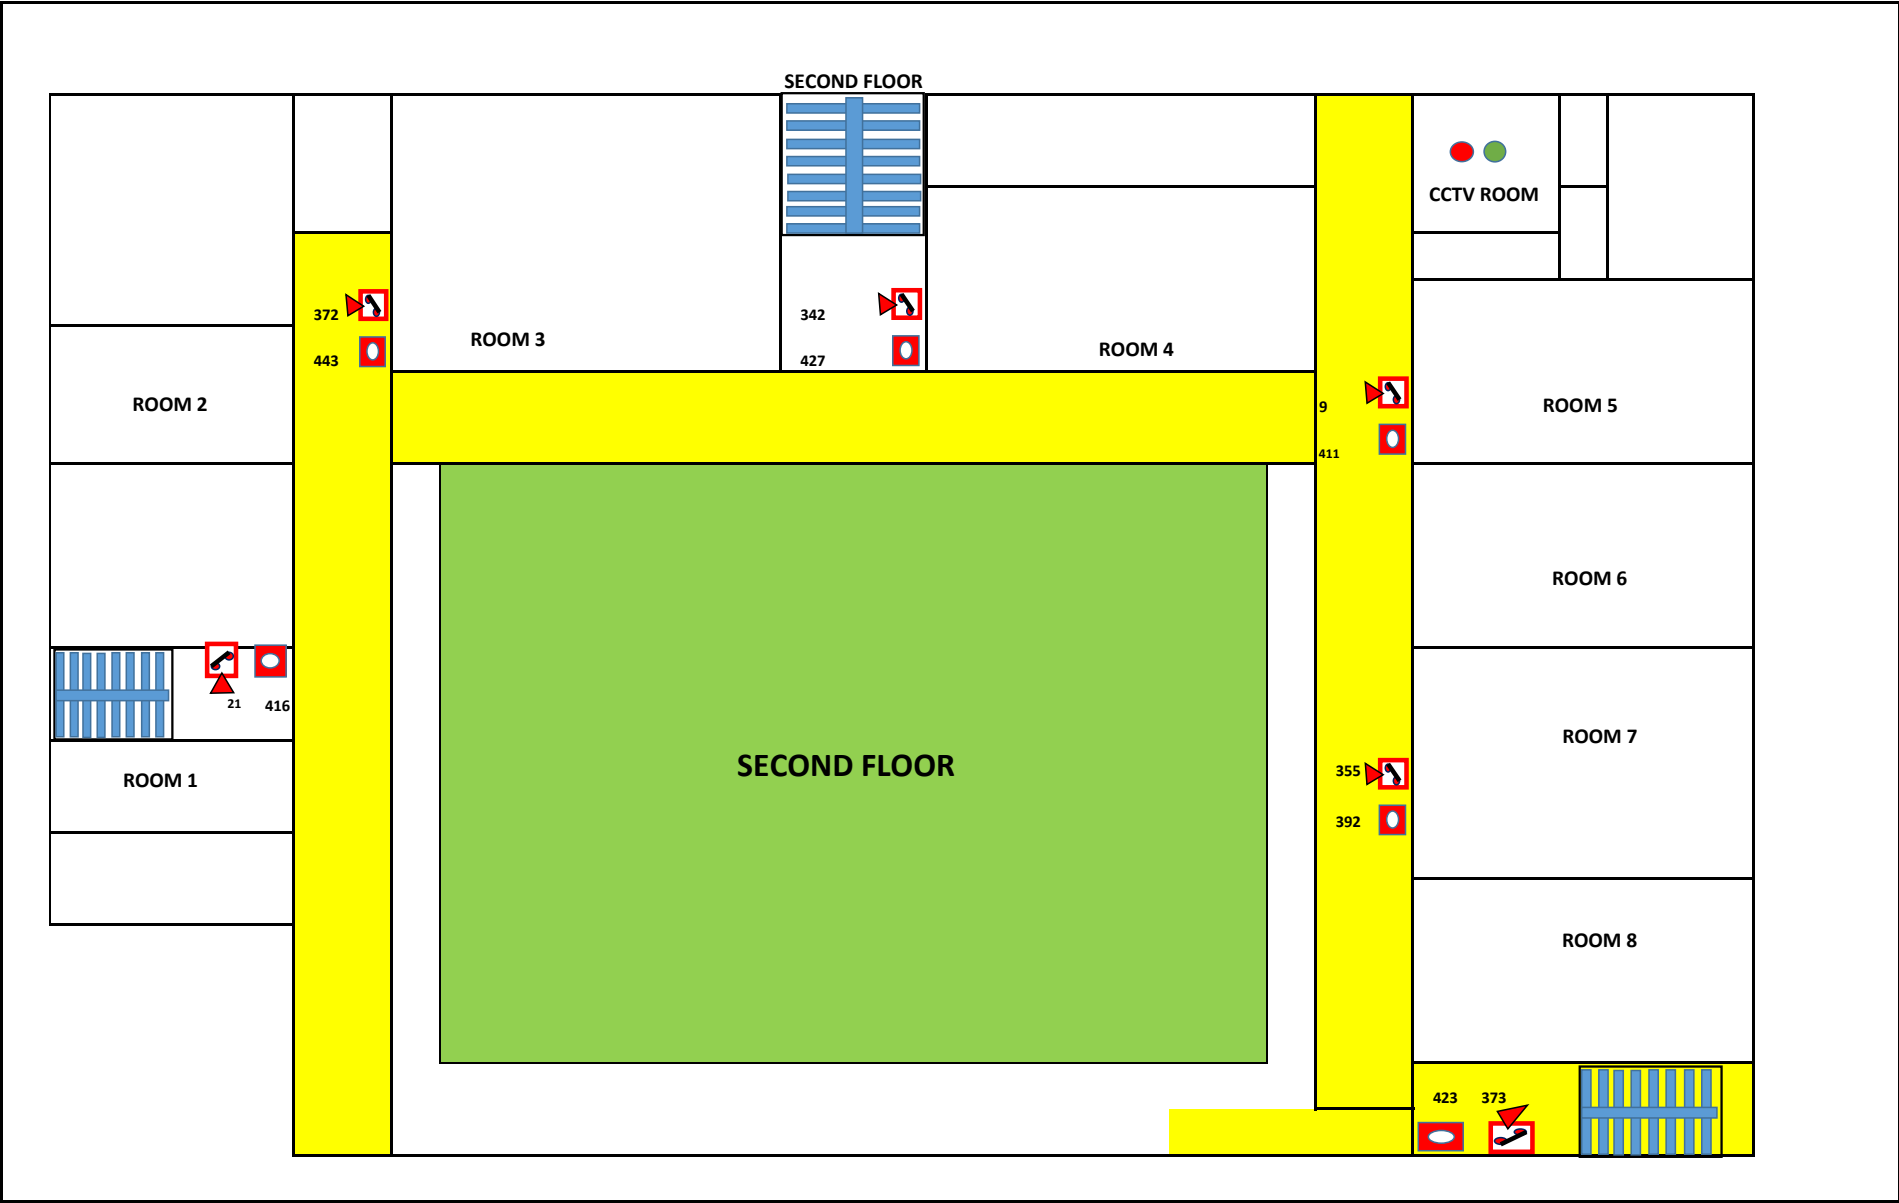 SECOND FLOOR
CCTV ROOM
372
342
443
ROOM 3
427
ROOM 4
ROOM 2
9
ROOM 5
411
ROOM 6
21
416
ROOM 7
SECOND FLOOR
355
ROOM 1
392
ROOM 8
423
373